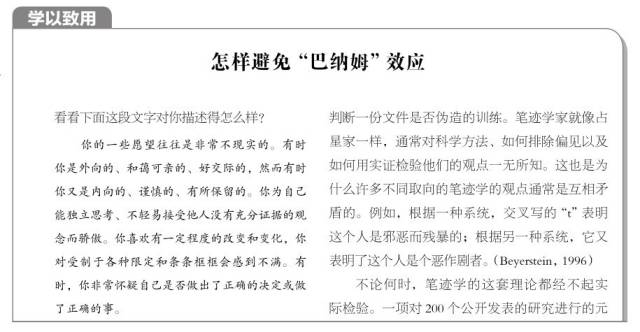 学以致用
怎样避免“巴纳姆”效应
看看下面这段文字对你描述得怎么样?
你的一些愿望往往是非常不现实的。有时
你是外向的、和蔼可亲的、好交际的，然而有时
你又是内向的、谨慎的、有所保留的。你为自己
能独立思考、不轻易接受他人没有充分证据的观
念而骄傲。你喜欢有一定程度的改变和变化，你
对受制于各种限定和条条框框会感到不满。有
时，你非常怀疑自己是否做出了正确的决定或做
了正确的事。
判断一份文件是否伪造的训练。笔迹学家就像占
星家一样，通常对科学方法、如何排除偏见以及
如何用实证检验他们的观点一无所知。这也是为
什么许多不同取向的笔迹学的观点通常是互相矛
盾的。例如，根据一种系统，交叉写的“t”表明
这个人是邪恶而残暴的；根据另一种系统，它又
表明了这个人是个恶作剧者。(Beyerstein, 1996)
不论何时，笔迹学的这套理论都经不起实
际检验。一项对 200 个公开发表的研究进行的元